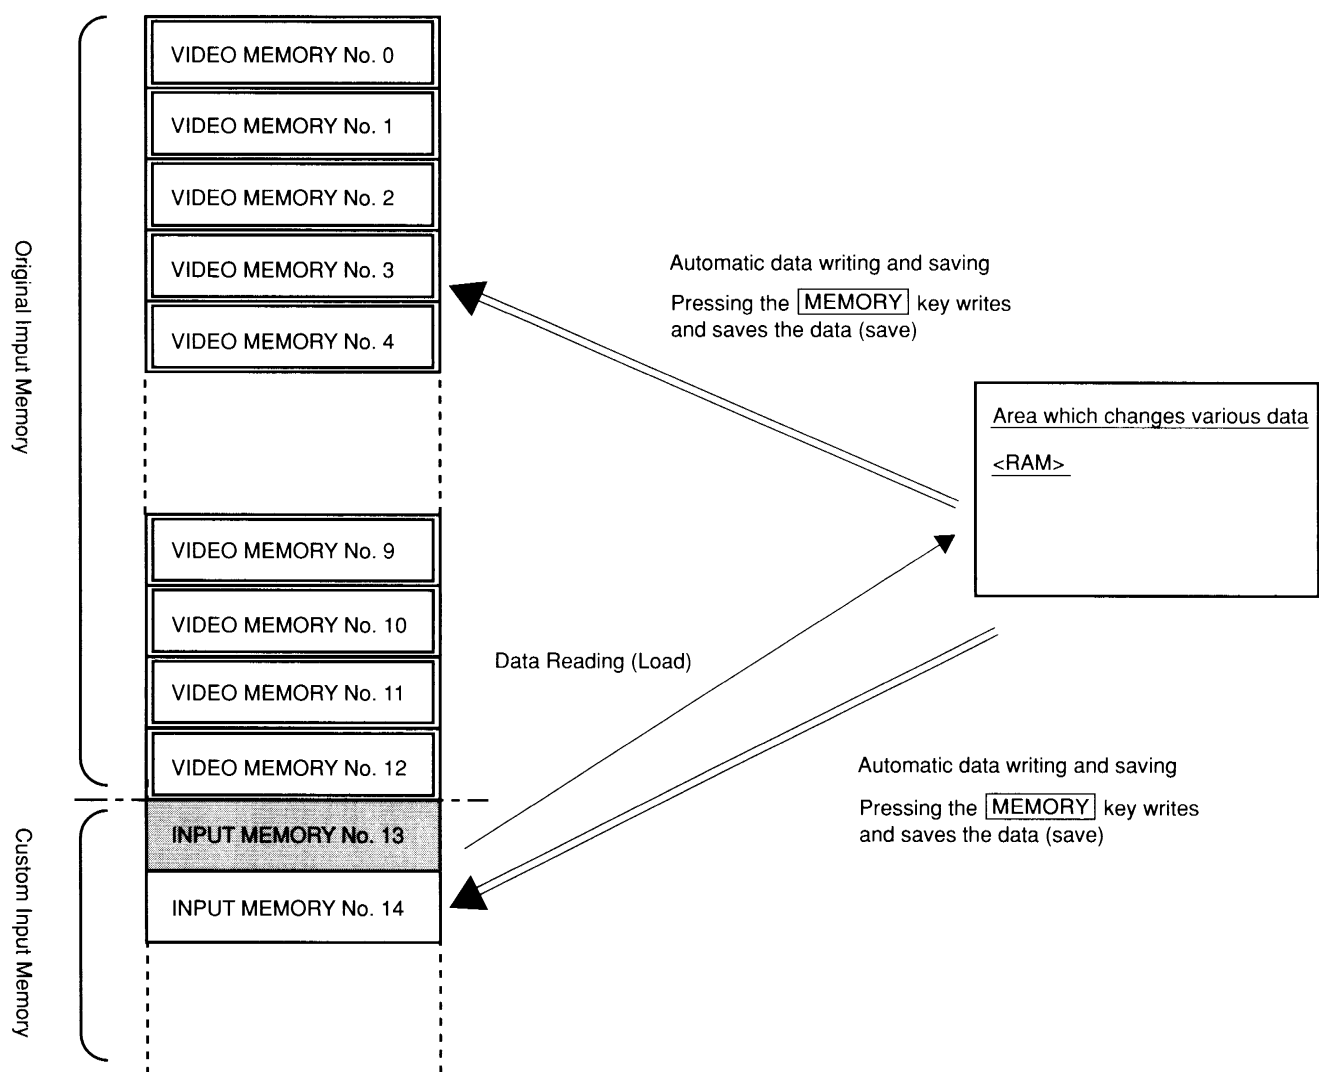 VIDEO MEMORY No. 0
VIDEO MEMORY No. 1
VIDEO MEMORY No. 2
VIDEO MEMORY No. 3
VIDEO MEMORY No. 4
Original Imput Memory
VIDEO MEMORY No. 9
VIDEO MEMORY No. 10
VIDEO MEMORY No. 11
VIDEO MEMORY No. 12
INPUT MEMORY No. 13
INPUT MEMORY No. 14
Custom Input Memory
Automatic data writing and saving
Pressing the MEMORY key writes
and saves the data (save)
Area which changes various data
<RAM>
Data Reading (Load)
Automatic data writing and saving
Pressing the MEMORY key writes
and saves the data (save)